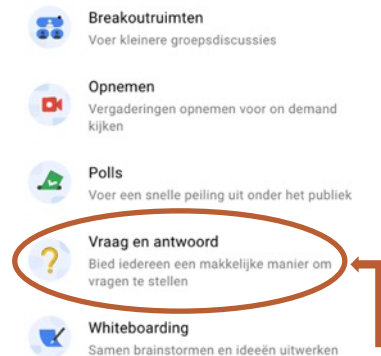 Breakoutruimten
Voer kleinere groepsdiscussies
Opnemen
Vergaderingen opnemen voor on demand
kijken
Polls
Voer een snelle peiling uit onder het publiek
Vraag en antwoord
Bied iedereen een makkelijke manier om
vragen te stellen
Whiteboarding
Samen brainstormen en ideeën uitwerken